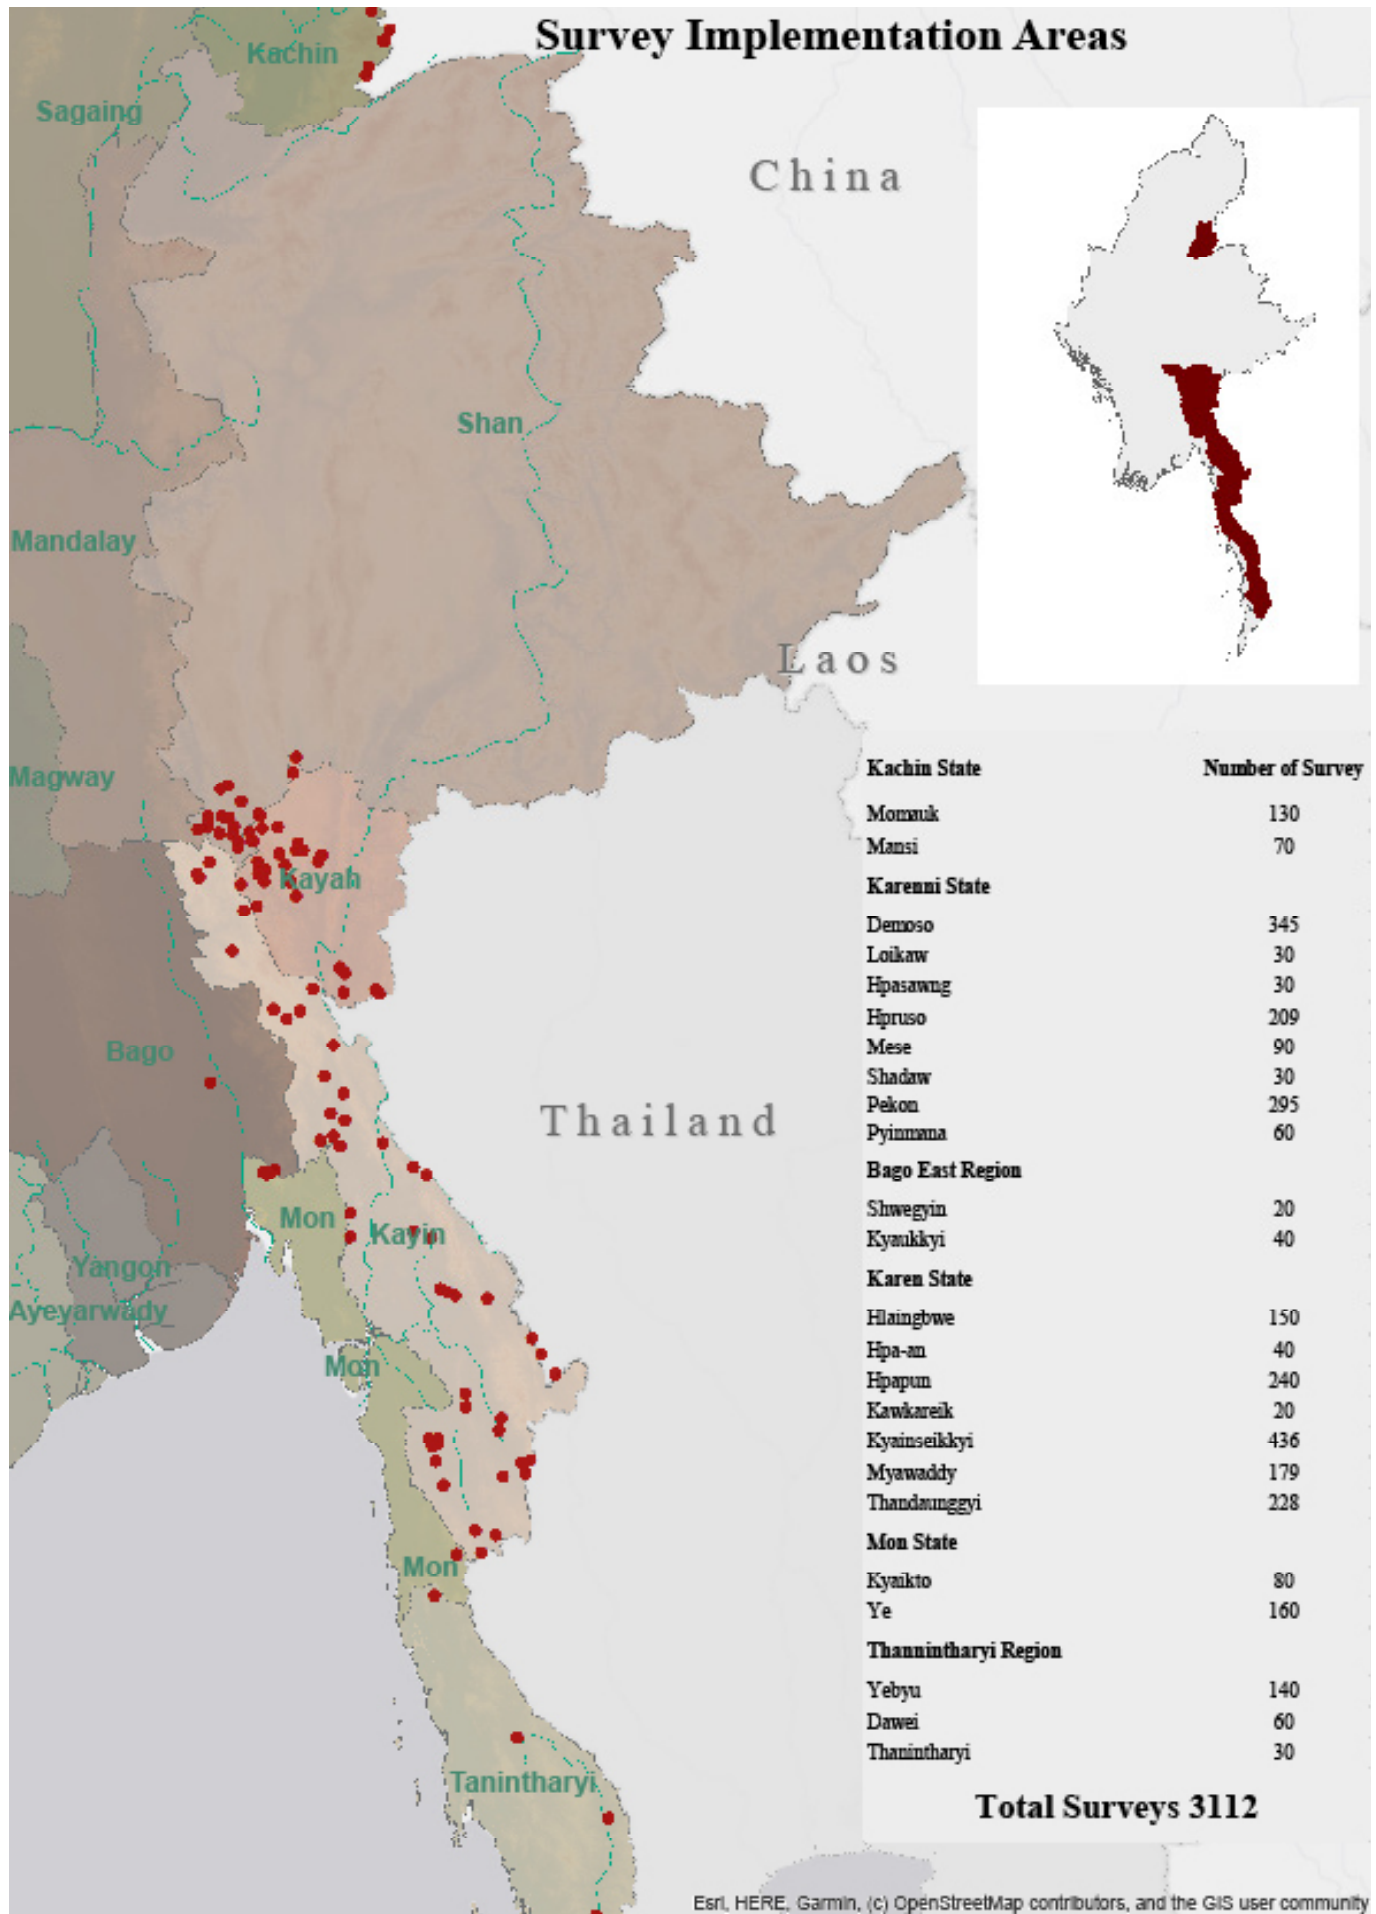 Survey Implementation Areas
Kachin
Sagaing
China
Shan
Mandalay
Laos
Magway
Kayah
Bago
Thailand
Mon
Kayin
Yangon
Ayeyarwady
Mon
Mon
Tanintharyi
Kachin State Number of Survey
Momauk 130
Mansi 70
Karenni State
Demoso 345
Loikaw 30
Hpasawng 30
Hpruso 209
Mese 90
Shadaw 30
Pekon 295
Pyinmana 60
Bago East Region
Shwegyin 20
Kyaukkyi 40
Karen State
Hlaingbwe 150
Hpa-an 40
Hpapun 240
Kawkareik 20
Kyainseikkyi 436
Myawaddy 179
Thandaunggyi 228
Mon State
Kyaikto 80
Ye 160
Thannintharyi Region
Yebyu 140
Dawei 60
Thanintharyi 30
Total Surveys 3112
Esri, HERE, Garmin, (c) OpenStreetMap contributors, and the GIS user community